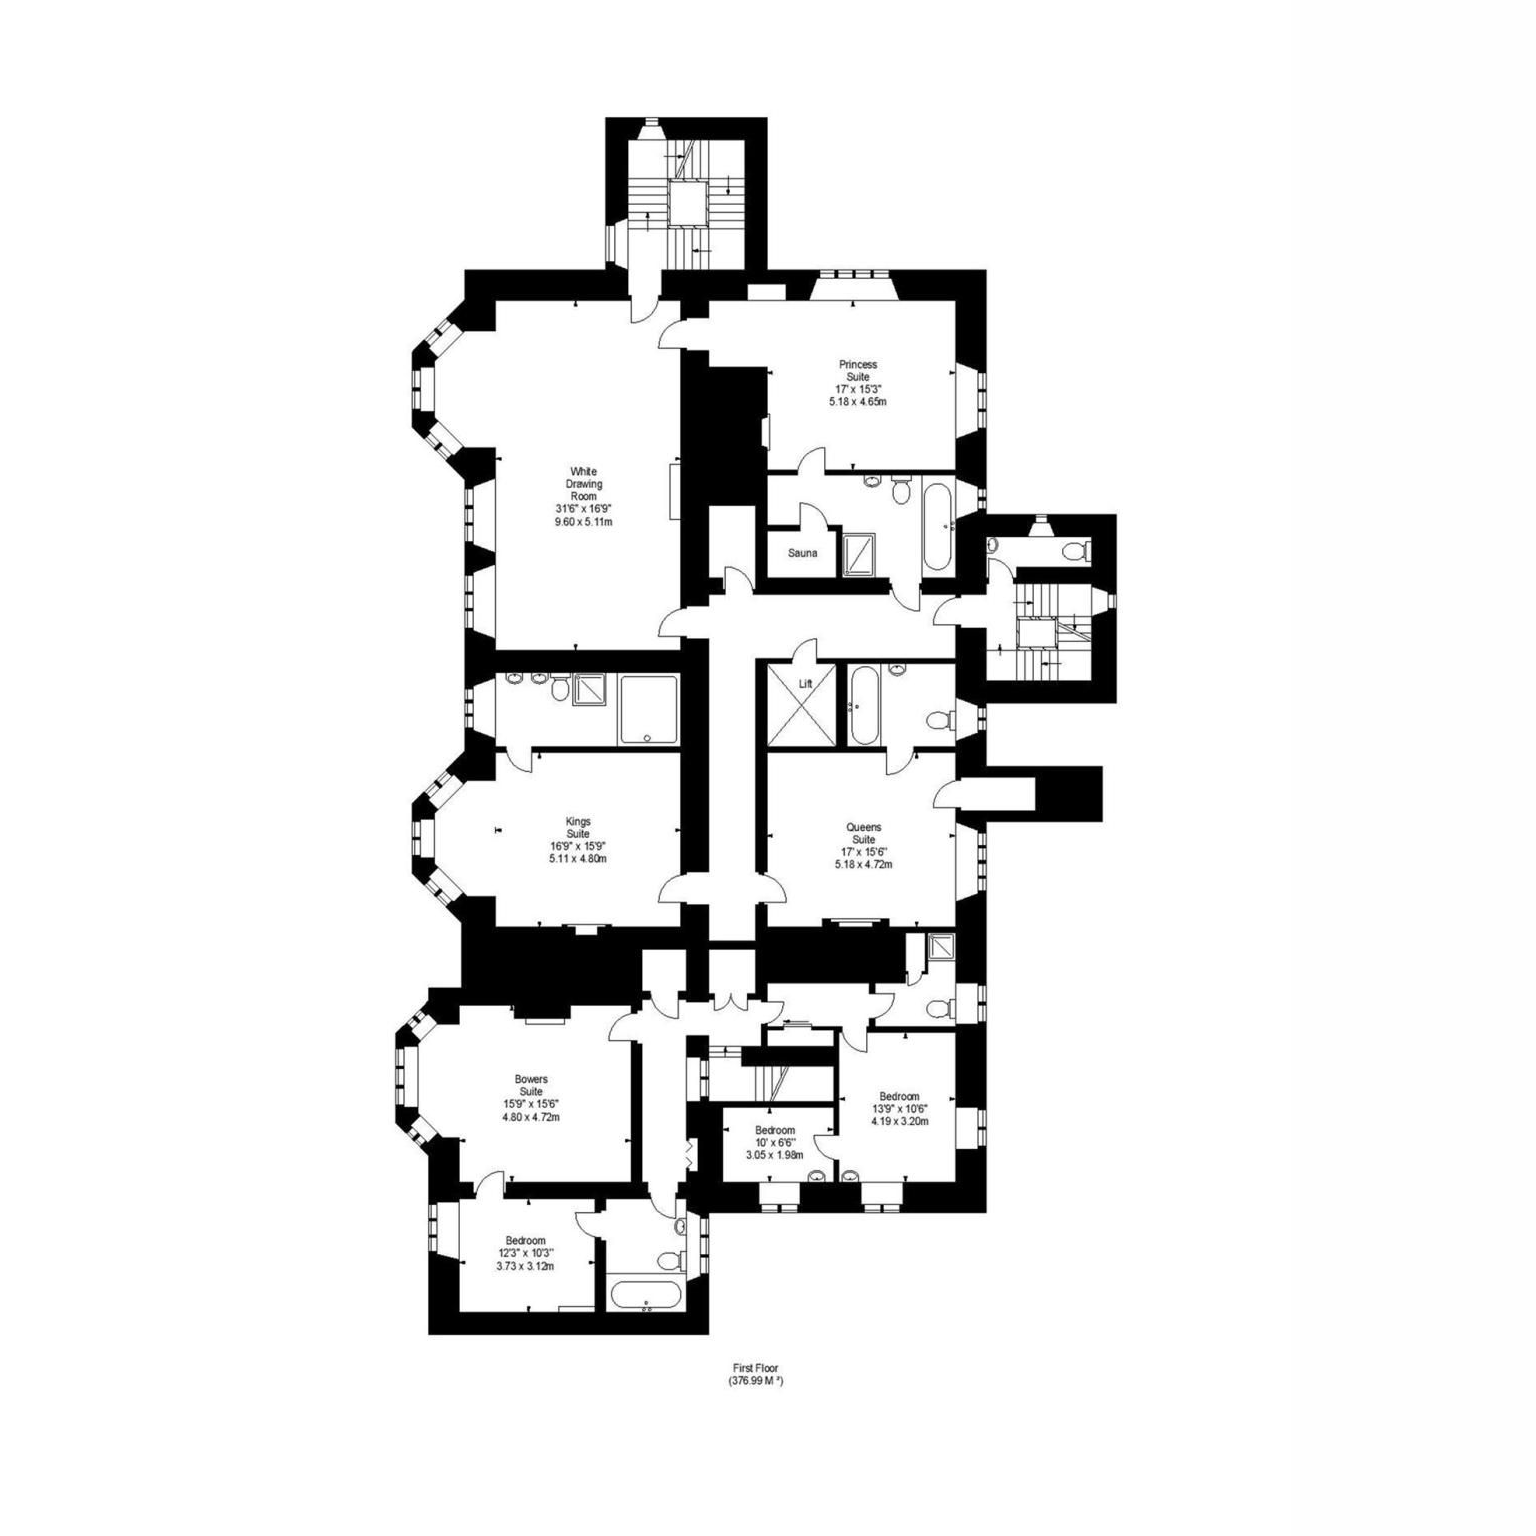 Princess
Suite
17' x 15'3"
5.18 x 4.65m
White
Drawing
Room
31'6" x 16'9"
9.60 x 5.11m
Sauna
Lift
Kings
Suite
16'9" x 15'9"
5.11 x 4.80m
Queens
Suite
17' x 15'6"
5.18 x 4.72m
Bowers
Suite
15'9" x 15'6"
4.80 x 4.72m
Bedroom
13'9" x 10'6"
4.19 x 3.20m
Bedroom
10' x 6'6"
3.05 x 1.98m
Bedroom
12'3" x 10'3"
3.73 x 3.12m
First Floor
(376.99 M ²)